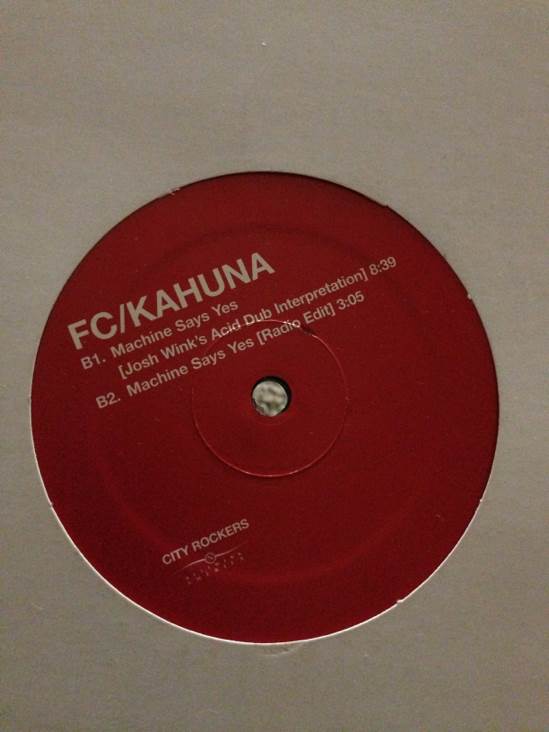 FC/KAHUNA
B1. Machine Says Yes
[Josh Wink's Acid Dub Interpretation] 8:39
B2. Machine Says Yes [Radio Edit] 3:05
CITY ROCKERS